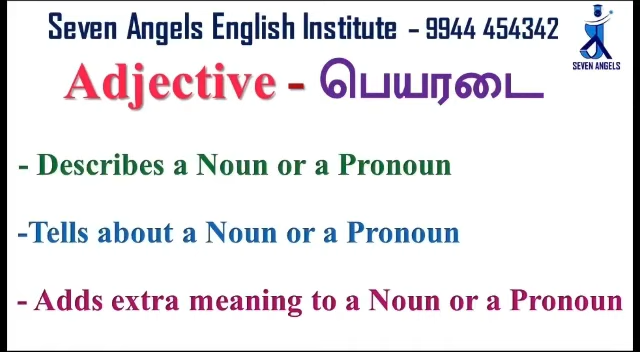 Seven Angels English Institute – 9944 454342
SEVEN ANGELS
Adjective - பெயரடை
- Describes a Noun or a Pronoun
-Tells about a Noun or a Pronoun
- Adds extra meaning to a Noun or a Pronoun